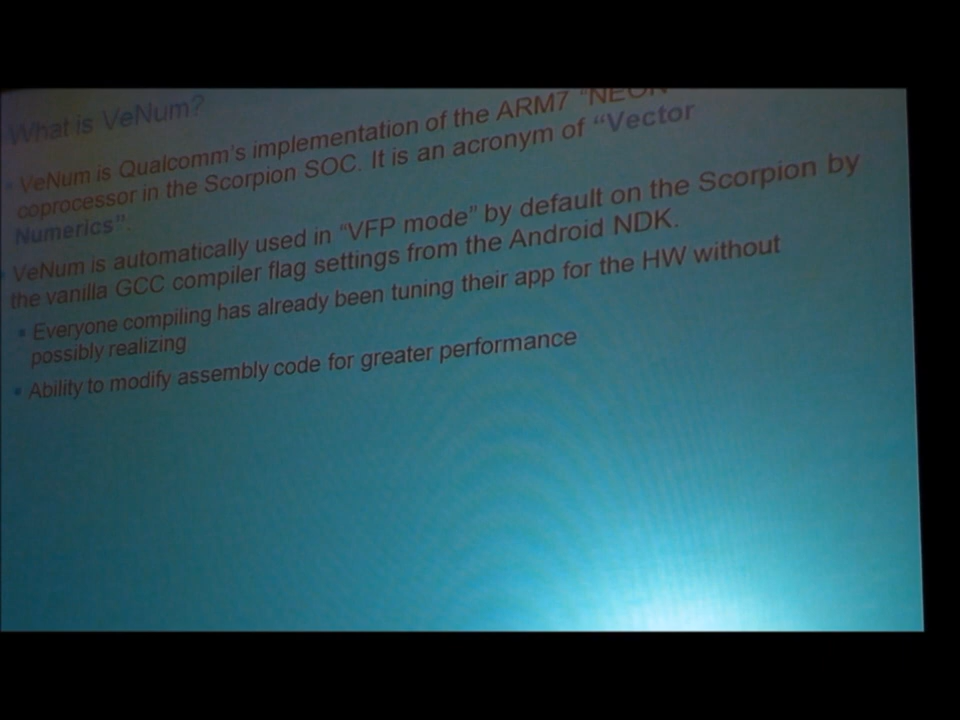 What is VeNum?
▪ VeNum is Qualcomm's implementation of the ARM7 "NEON
coprocessor in the Scorpion SOC. It is an acronym of "Vector
Numerics".
▪ VeNum is automatically used in "VFP mode" by default on the Scorpion by
the vanilla GCC compiler flag settings from the Android NDK.
▪ Everyone compiling has already been tuning their app for the HW without
possibly realizing
▪ Ability to modify assembly code for greater performance